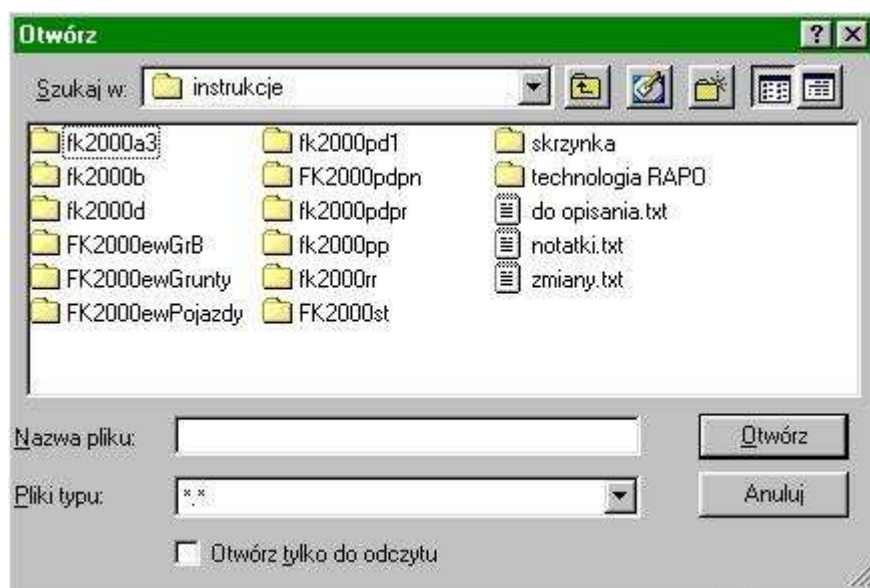 Otwórz
Szukaj w: instrukcje
fk2000a3 fk2000pd1 skrzynka
fk2000b FK2000pdpn technologia RAPO
fk2000d fk2000pdpr do opisania.txt
FK2000ewGrB fk2000pp notatki.txt
FK2000ewGrunty fk2000rr zmiany.txt
FK2000ewPojazdy FK2000st
Nazwa pliku: Otwórz
Pliki typu: *.* Anuluj
Otwórz tylko do odczytu